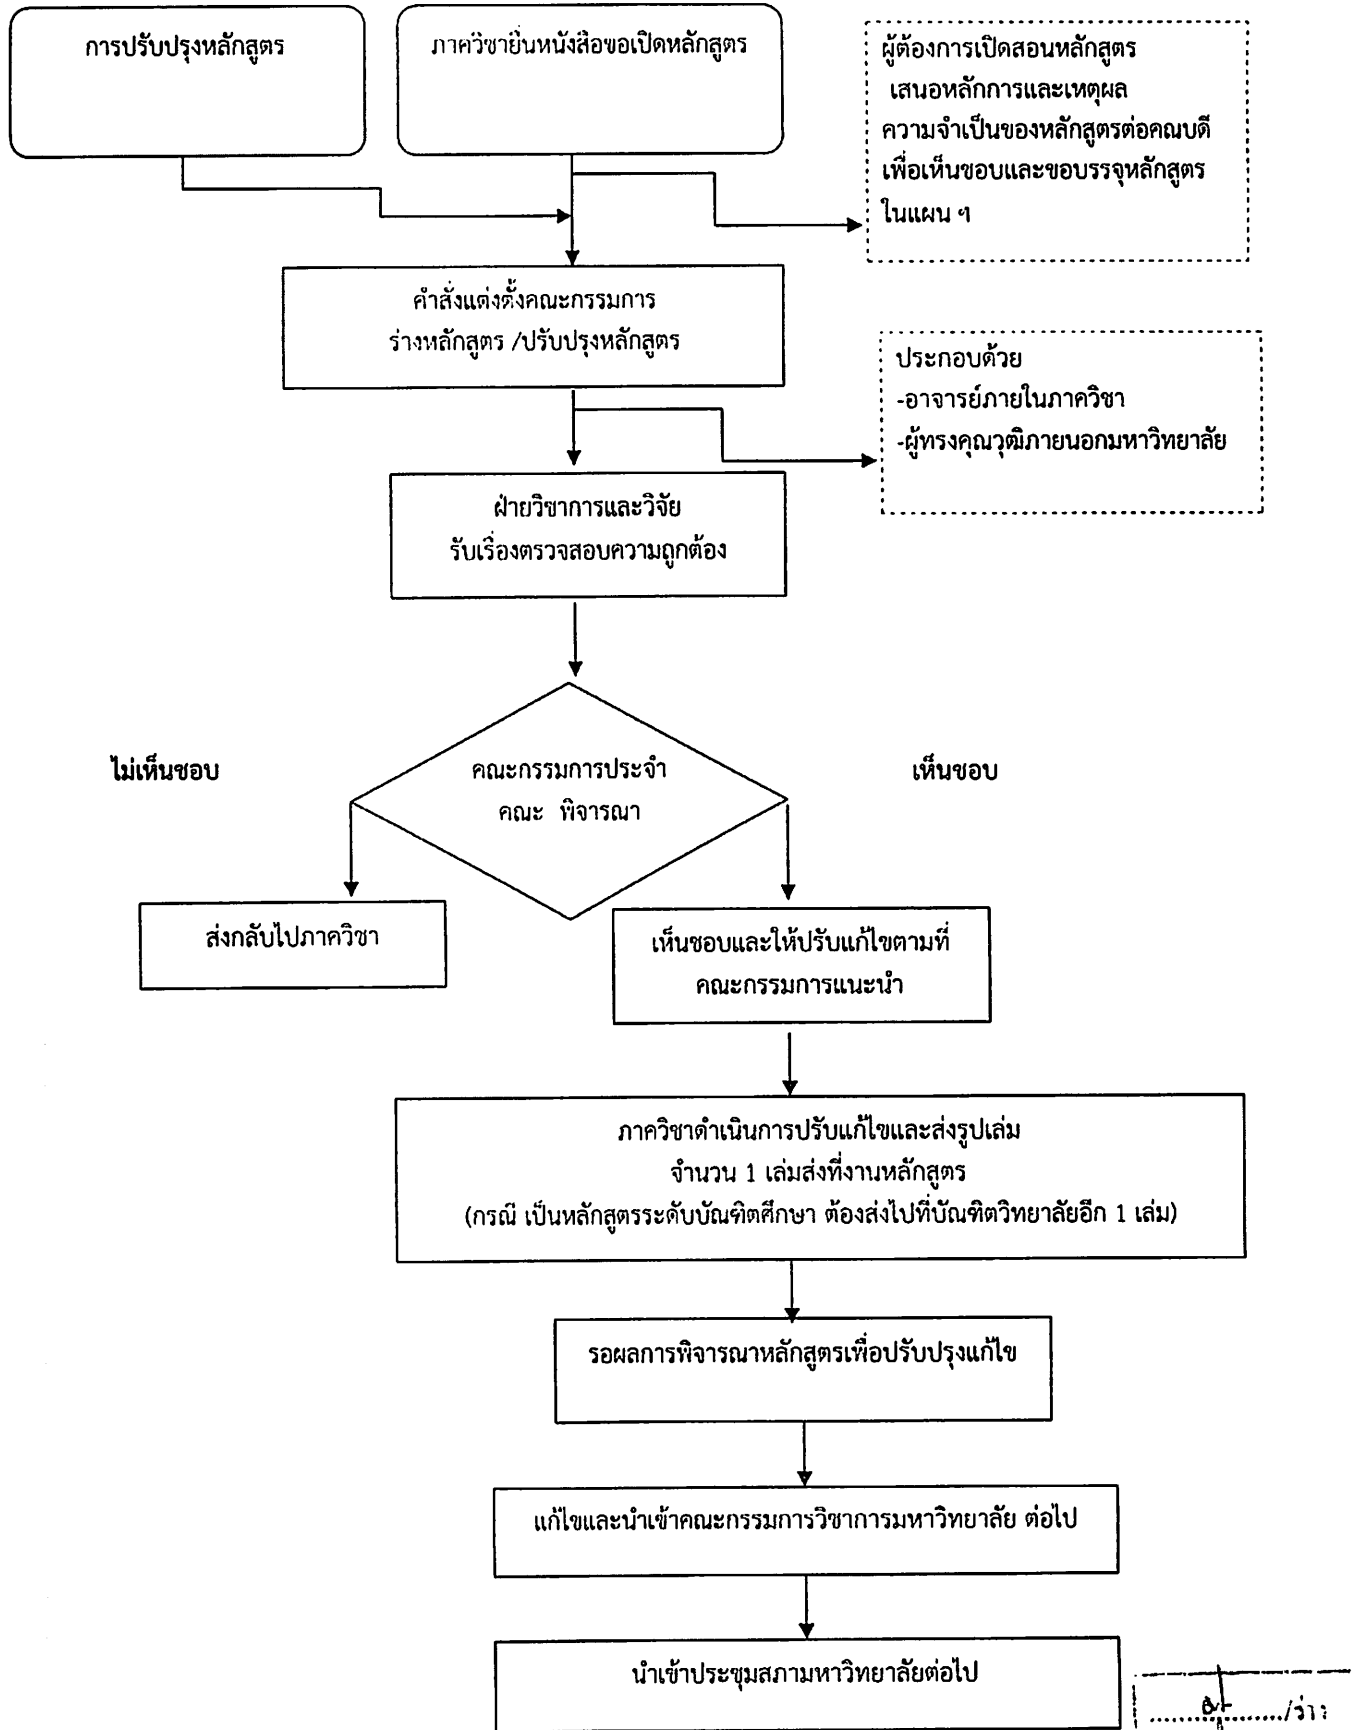 การปรับปรุงหลักสูตร
ภาควิชายื่นหนังสือขอเปิดหลักสูตร
ผู้ต้องการเปิดสอนหลักสูตร
เสนอหลักการและเหตุผล
ความจำเป็นของหลักสูตรต่อคณบดี
เพื่อเห็นชอบและขอบรรจุหลักสูตร
ในแผน ฯ
คำสั่งแต่งตั้งคณะกรรมการ
ร่างหลักสูตร /ปรับปรุงหลักสูตร
ประกอบด้วย
-อาจารย์ภายในภาควิชา
-ผู้ทรงคุณวุฒิภายนอกมหาวิทยาลัย
ฝ่ายวิชาการและวิจัย
รับเรื่องตรวจสอบความถูกต้อง
ไม่เห็นชอบ
คณะกรรมการประจำ
คณะ พิจารณา
เห็นชอบ
ส่งกลับไปภาควิชา
เห็นชอบและให้ปรับแก้ไขตามที่
คณะกรรมการแนะนำ
ภาควิชาดำเนินการปรับแก้ไขและส่งรูปเล่ม
จำนวน 1 เล่มส่งที่งานหลักสูตร
(กรณี เป็นหลักสูตรระดับบัณฑิตศึกษา ต้องส่งไปที่บัณฑิตวิทยาลัยอีก 1 เล่ม)
รอผลการพิจารณาหลักสูตรเพื่อปรับปรุงแก้ไข
แก้ไขและนำเข้าคณะกรรมการวิชาการมหาวิทยาลัย ต่อไป
นำเข้าประชุมสภามหาวิทยาลัยต่อไป
/ร่าง